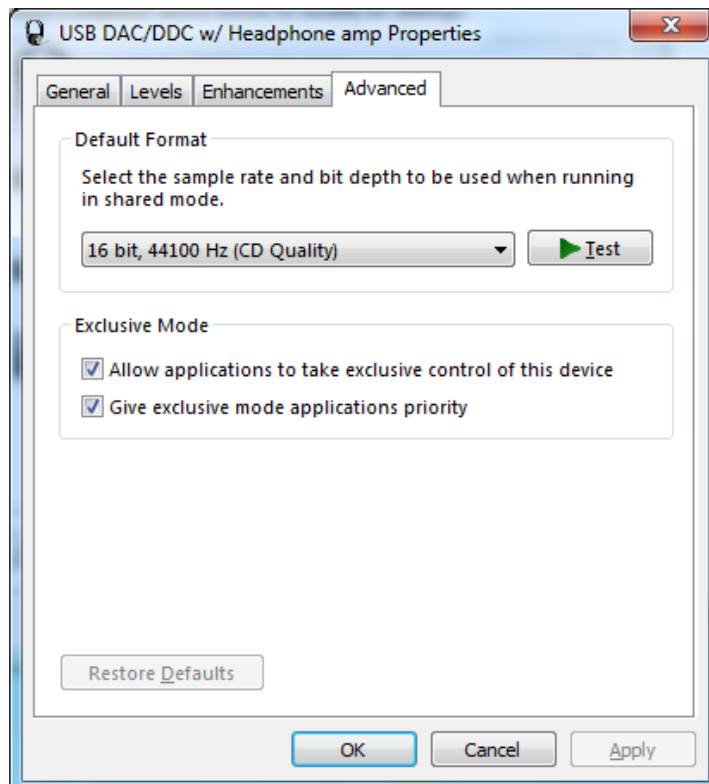 USB DAC/DDC w/ Headphone amp Properties
General Levels Enhancements Advanced
Default Format
Select the sample rate and bit depth to be used when running
in shared mode.
16 bit, 44100 Hz (CD Quality) Test
Exclusive Mode
Allow applications to take exclusive control of this device
Give exclusive mode applications priority
Restore Defaults
OK Cancel Apply